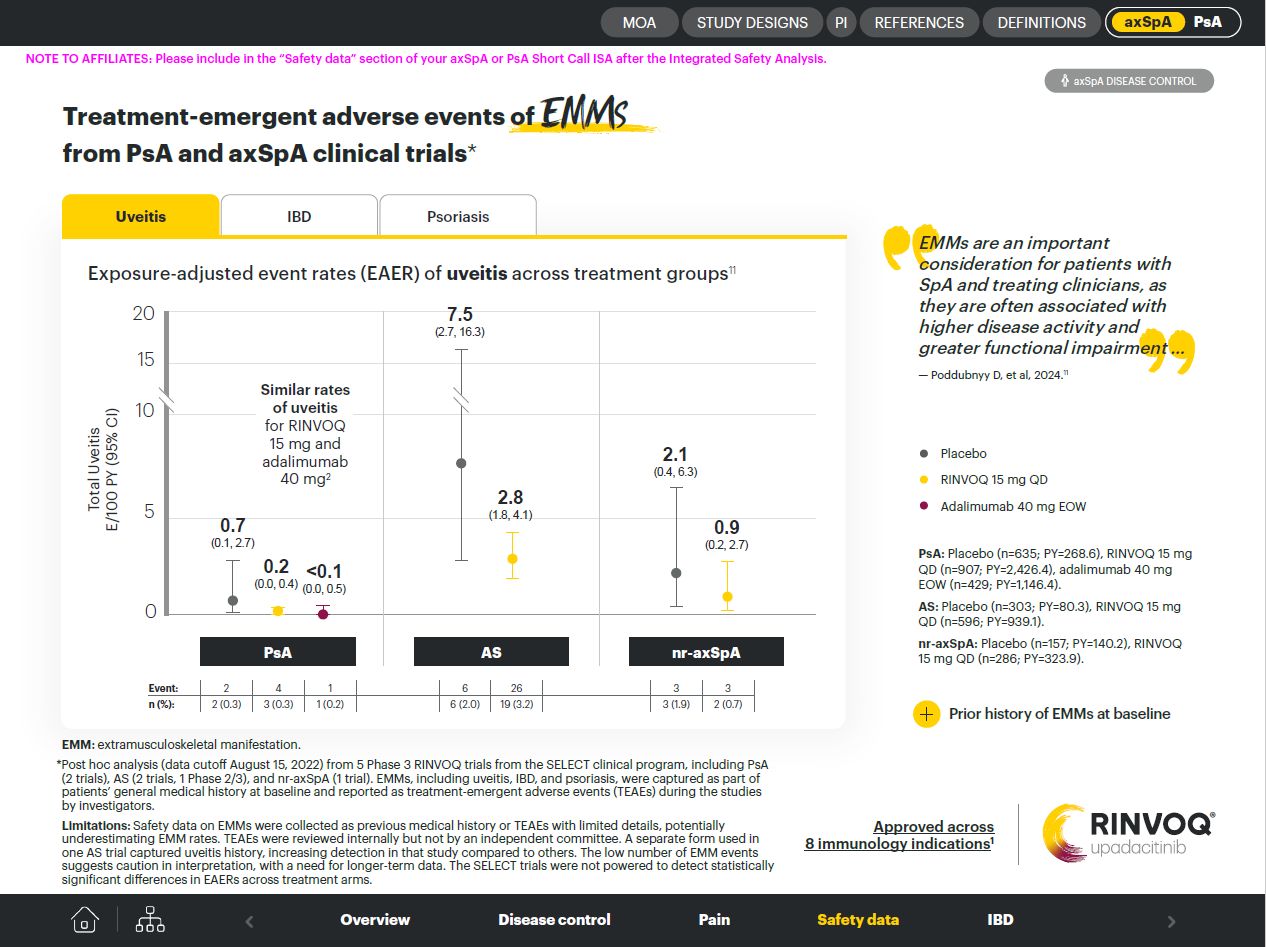 MOA
STUDY DESIGNS
PI
REFERENCES
DEFINITIONS
axSpA
PsA
NOTE TO AFFILIATES: Please include in the “Safety data” section of your axSpA or PsA Short Call ISA after the Integrated Safety Analysis.
axSpA DISEASE CONTROL
Treatment-emergent adverse events of EMMs
from PsA and axSpA clinical trials*
Uveitis
IBD
Psoriasis
Exposure-adjusted event rates (EAER) of uveitis across treatment groups¹¹
Total Uveitis
E/100 PY (95% CI)
20
15
10
5
0
Similar rates
of uveitis
for RINVOQ
15 mg and
adalimumab
40 mg²
0.7
(0.1, 2.7)
0.2
(0.0, 0.4)
<0.1
(0.0, 0.5)
7.5
(2.7, 16.3)
2.8
(1.8, 4.1)
2.1
(0.4, 6.3)
0.9
(0.2, 2.7)
PsA
AS
nr-axSpA
Event: 2 4 1 6 26 3 3
n (%): 2 (0.3) 3 (0.3) 1 (0.2) 6 (2.0) 19 (3.2) 3 (1.9) 2 (0.7)
EMMs are an important
consideration for patients with
SpA and treating clinicians, as
they are often associated with
higher disease activity and
greater functional impairment ...
— Poddubnyy D, et al, 2024.¹¹
Placebo
RINVOQ 15 mg QD
Adalimumab 40 mg EOW
PsA: Placebo (n=635; PY=268.6), RINVOQ 15 mg
QD (n=907; PY=2,426.4), adalimumab 40 mg
EOW (n=429; PY=1,146.4).
AS: Placebo (n=303; PY=80.3), RINVOQ 15 mg
QD (n=596; PY=939.1).
nr-axSpA: Placebo (n=157; PY=140.2), RINVOQ
15 mg QD (n=286; PY=323.9).
Prior history of EMMs at baseline
EMM: extramusculoskeletal manifestation.
*Post hoc analysis (data cutoff August 15, 2022) from 5 Phase 3 RINVOQ trials from the SELECT clinical program, including PsA
(2 trials), AS (2 trials, 1 Phase 2/3), and nr-axSpA (1 trial). EMMs, including uveitis, IBD, and psoriasis, were captured as part of
patients’ general medical history at baseline and reported as treatment-emergent adverse events (TEAEs) during the studies
by investigators.
Limitations: Safety data on EMMs were collected as previous medical history or TEAEs with limited details, potentially
underestimating EMM rates. TEAEs were reviewed internally but not by an independent committee. A separate form used in
one AS trial captured uveitis history, increasing detection in that study compared to others. The low number of EMM events
suggests caution in interpretation, with a need for longer-term data. The SELECT trials were not powered to detect statistically
significant differences in EAERs across treatment arms.
Approved across
8 immunology indications¹
RINVOQ®
upadacitinib
Overview
Disease control
Pain
Safety data
IBD